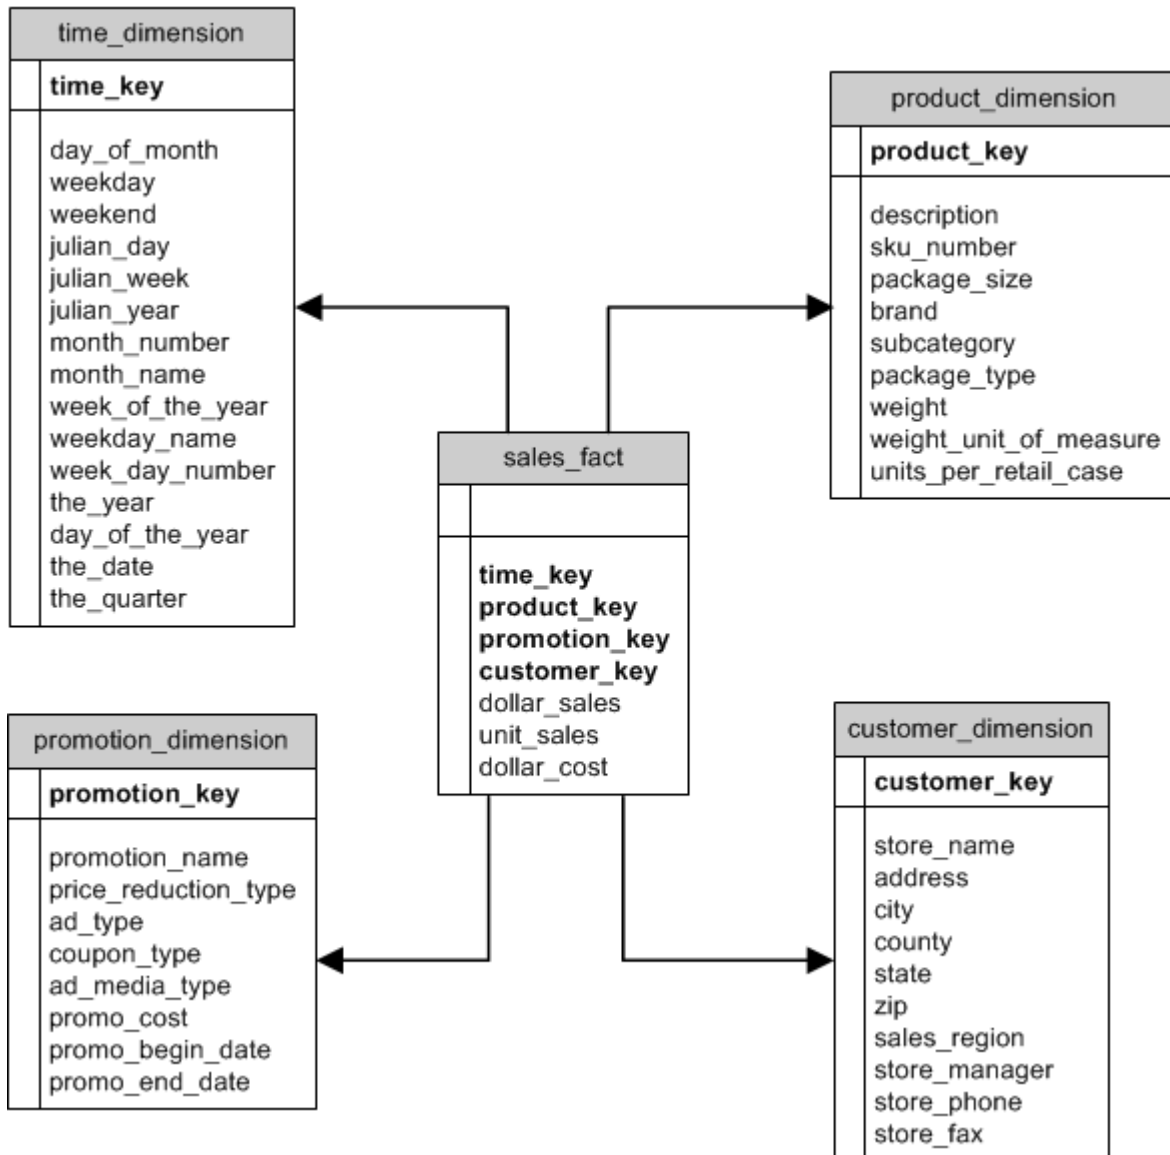 time_dimension
time_key
day_of_month
weekday
weekend
julian_day
julian_week
julian_year
month_number
month_name
week_of_the_year
weekday_name
week_day_number
the_year
day_of_the_year
the_date
the_quarter
product_dimension
product_key
description
sku_number
package_size
brand
subcategory
package_type
weight
weight_unit_of_measure
units_per_retail_case
sales_fact
time_key
product_key
promotion_key
customer_key
dollar_sales
unit_sales
dollar_cost
promotion_dimension
promotion_key
promotion_name
price_reduction_type
ad_type
coupon_type
ad_media_type
promo_cost
promo_begin_date
promo_end_date
customer_dimension
customer_key
store_name
address
city
county
state
zip
sales_region
store_manager
store_phone
store_fax